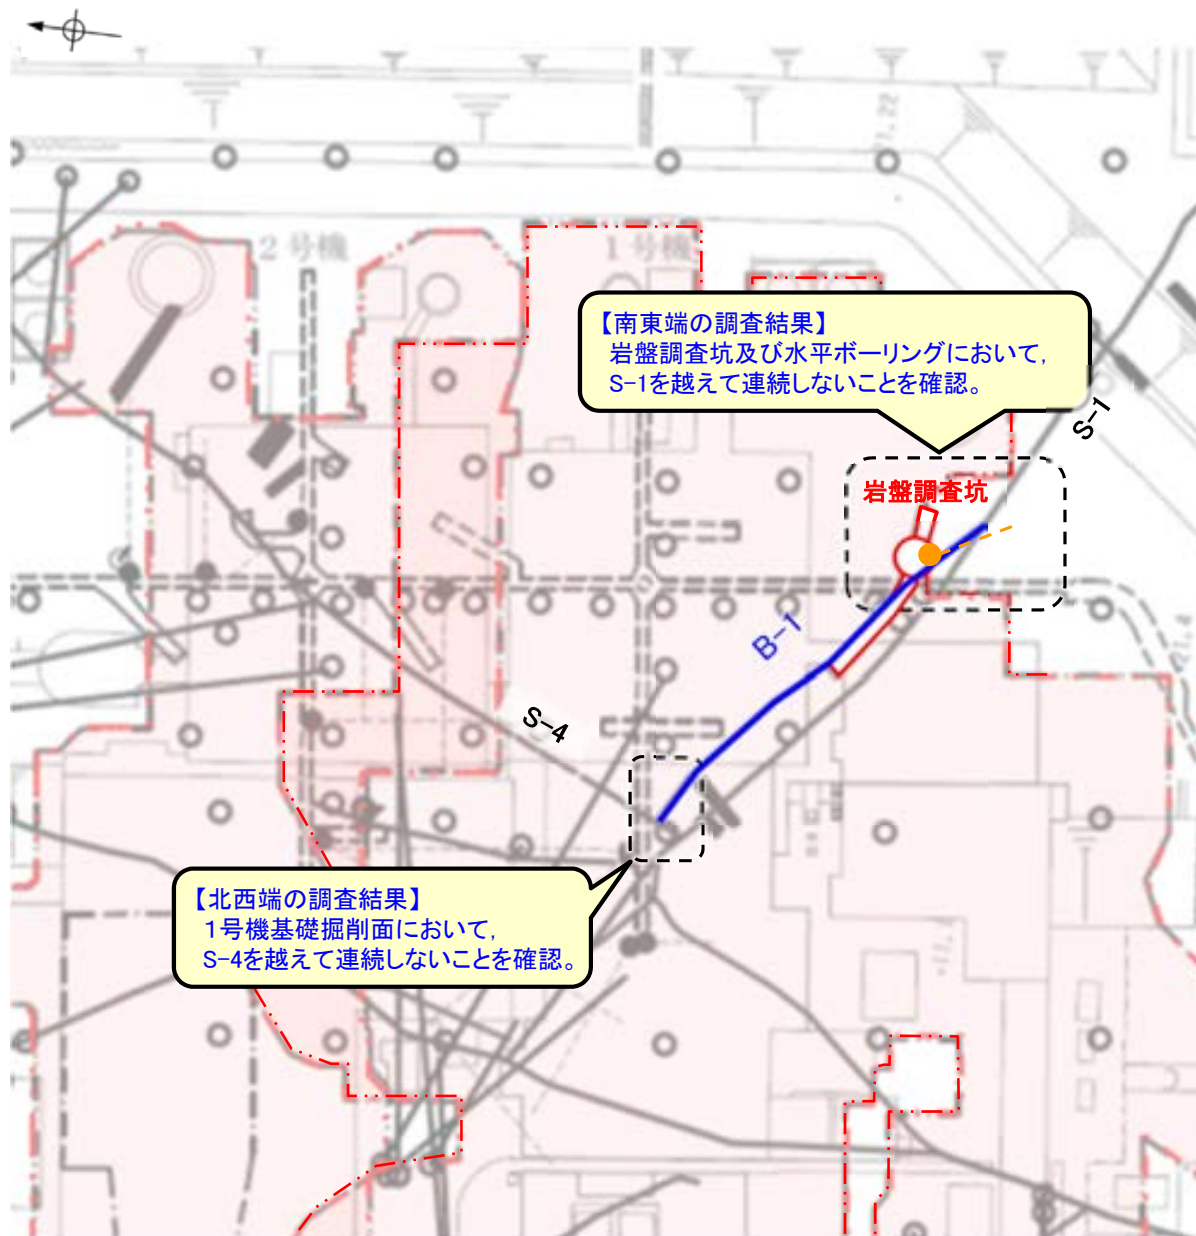 2号機
1号機
27.22
【南東端の調査結果】
岩盤調査坑及び水平ボーリングにおいて,
S-1を越えて連続しないことを確認。
S-1
岩盤調査坑
B-1
S-4
【北西端の調査結果】
1号機基礎掘削面において,
S-4を越えて連続しないことを確認。